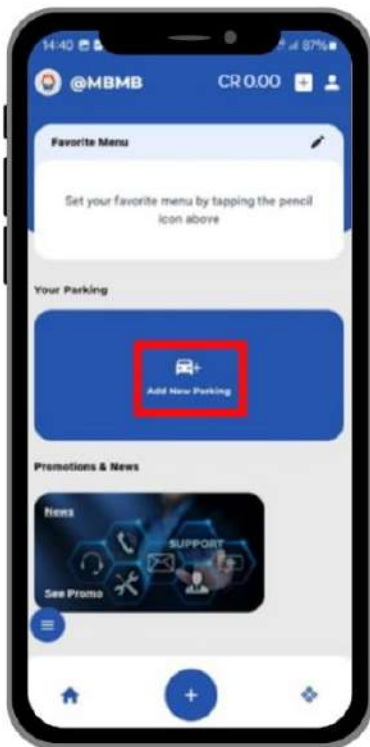 14:40
87%
@MBMB
CR 0.00
Favorite Menu
Set your favorite menu by tapping the pencil
icon above
Your Parking
Add New Parking
Promotions & News
News
SUPPORT
See Promo